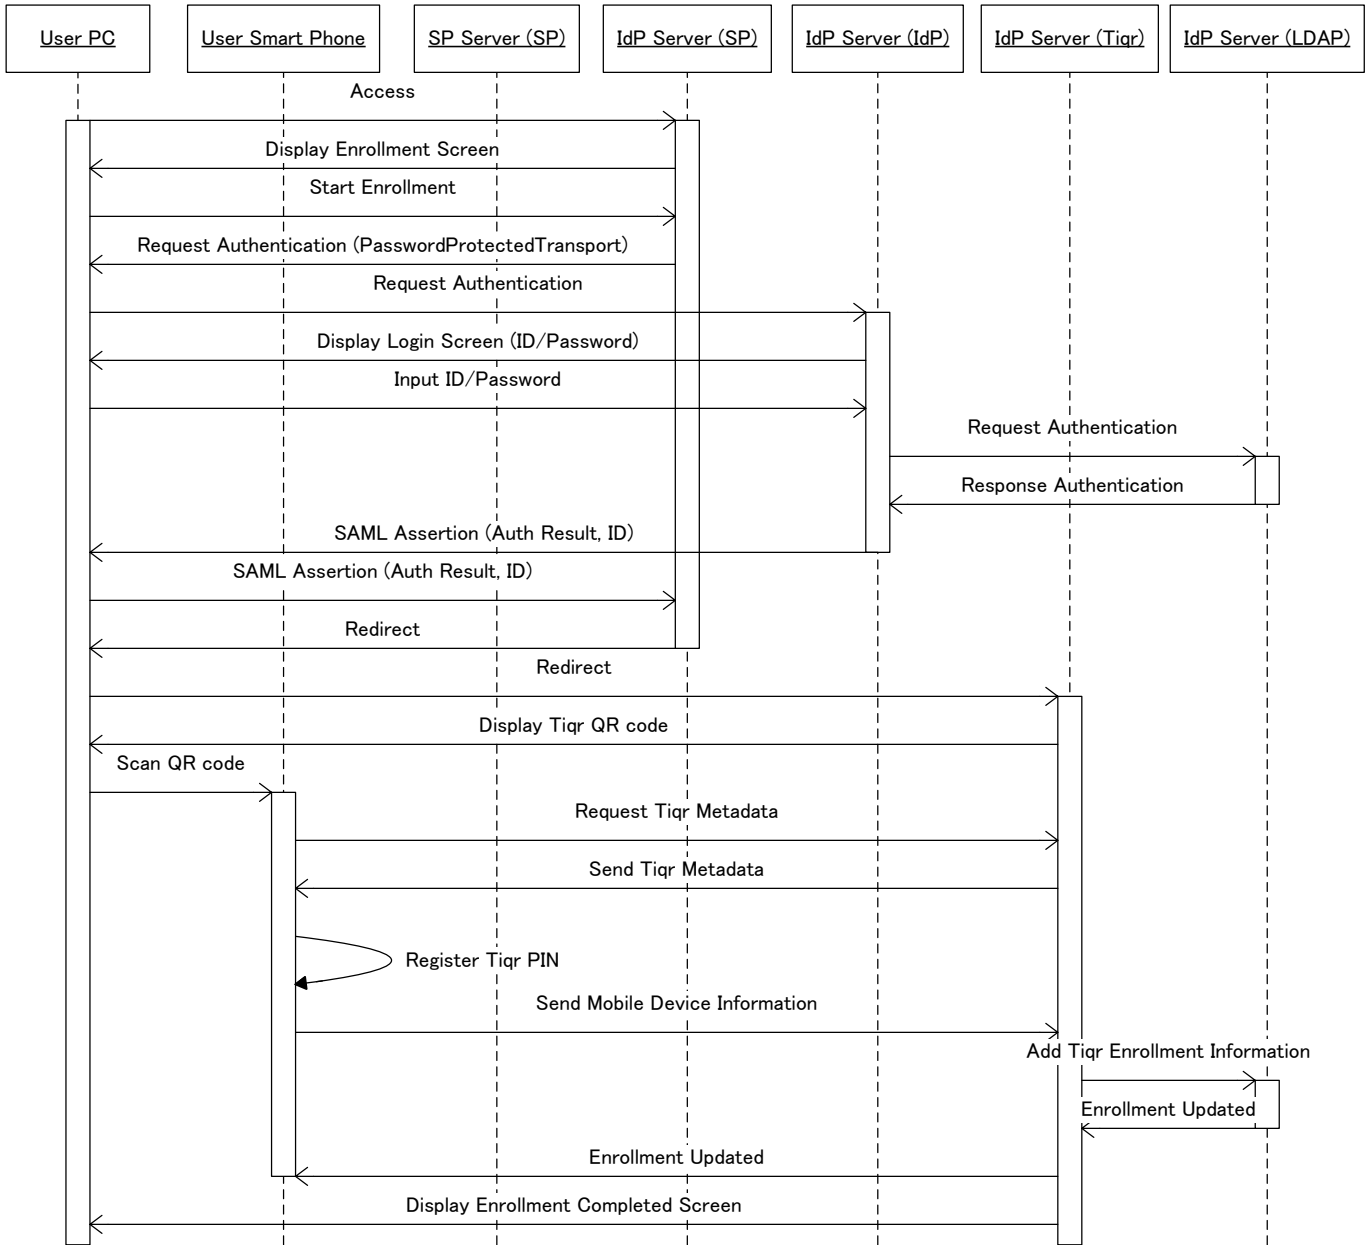 User PC
User Smart Phone
SP Server (SP)
IdP Server (SP)
IdP Server (IdP)
IdP Server (Tiqr)
IdP Server (LDAP)
Access
Display Enrollment Screen
Start Enrollment
Request Authentication (PasswordProtectedTransport)
Request Authentication
Display Login Screen (ID/Password)
Input ID/Password
Request Authentication
Response Authentication
SAML Assertion (Auth Result, ID)
SAML Assertion (Auth Result, ID)
Redirect
Redirect
Display Tiqr QR code
Scan QR code
Request Tiqr Metadata
Send Tiqr Metadata
Register Tiqr PIN
Send Mobile Device Information
Add Tiqr Enrollment Information
Enrollment Updated
Enrollment Updated
Display Enrollment Completed Screen